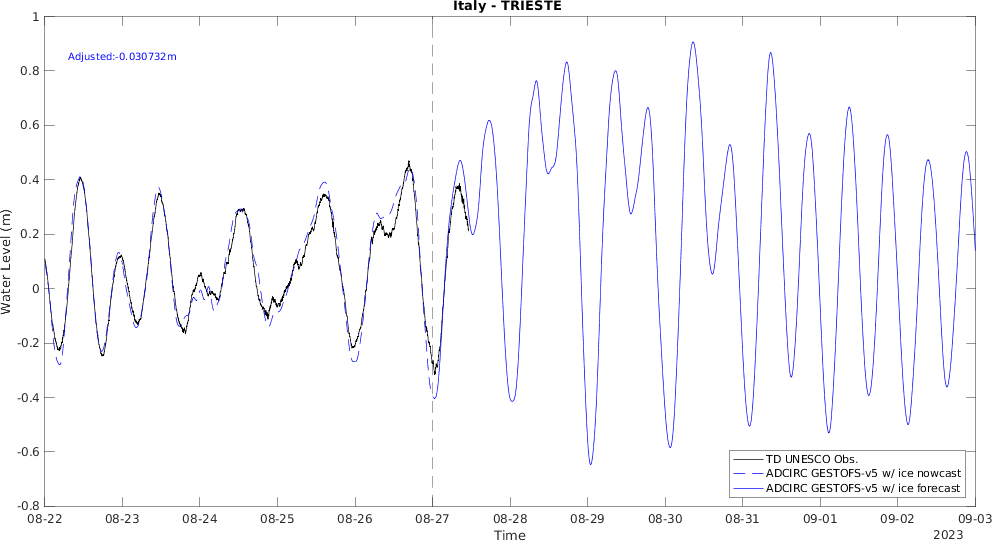 Italy - TRIESTE
Adjusted:-0.030732m
Water Level (m)
1
0.8
0.6
0.4
0.2
0
-0.2
-0.4
-0.6
-0.8
TD UNESCO Obs.
ADCIRC GESTOFS-v5 w/ ice nowcast
ADCIRC GESTOFS-v5 w/ ice forecast
08-22 08-23 08-24 08-25 08-26 08-27 08-28 08-29 08-30 08-31 09-01 09-02 09-03
Time
2023